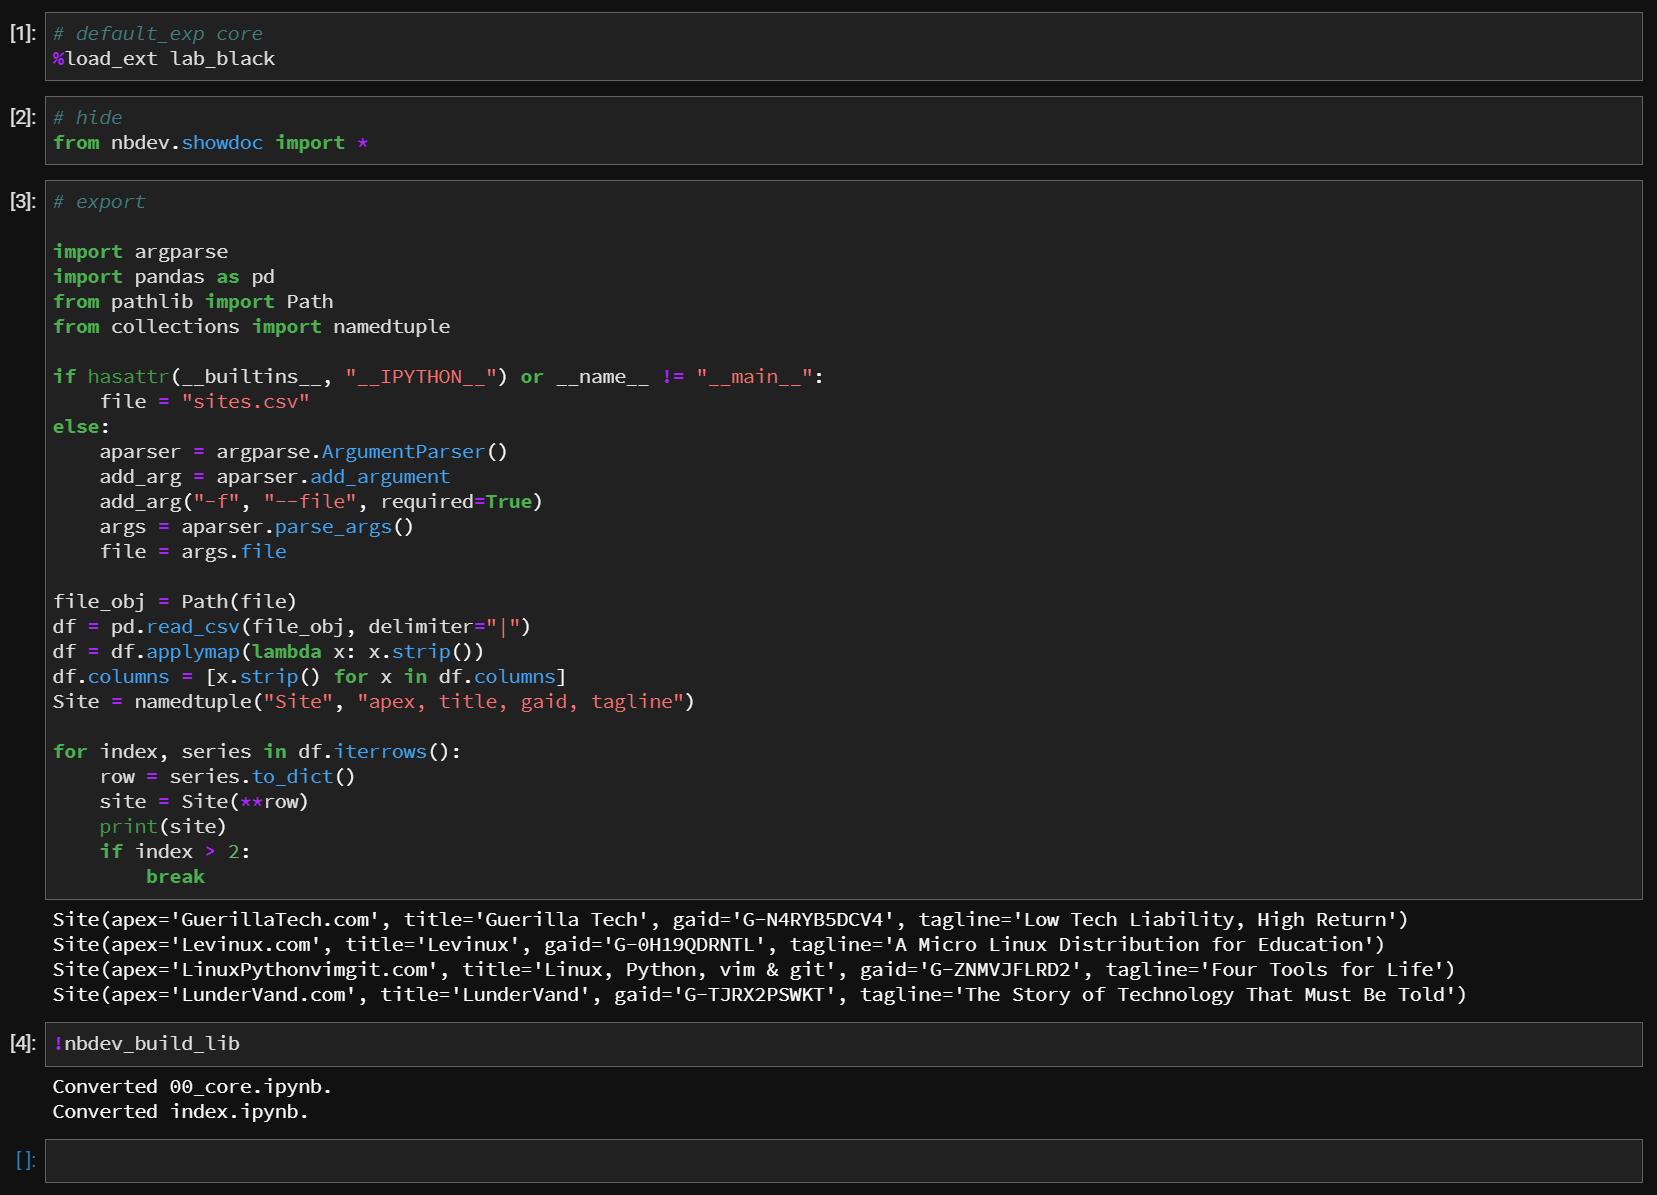 [1]: # default_exp core
%load_ext lab_black
[2]: # hide
from nbdev.showdoc import *
[3]: # export
import argparse
import pandas as pd
from pathlib import Path
from collections import namedtuple
if hasattr(__builtins__, "__IPYTHON__") or __name__ != "__main__":
    file = "sites.csv"
else:
    aparser = argparse.ArgumentParser()
    add_arg = aparser.add_argument
    add_arg("-f", "--file", required=True)
    args = aparser.parse_args()
    file = args.file
file_obj = Path(file)
df = pd.read_csv(file_obj, delimiter="|")
df = df.applymap(lambda x: x.strip())
df.columns = [x.strip() for x in df.columns]
Site = namedtuple("Site", "apex, title, gaid, tagline")
for index, series in df.iterrows():
    row = series.to_dict()
    site = Site(**row)
    print(site)
    if index > 2:
        break
Site(apex='GuerillaTech.com', title='Guerilla Tech', gaid='G-N4RYB5DCV4', tagline='Low Tech Liability, High Return')
Site(apex='Levinux.com', title='Levinux', gaid='G-0H19QDRNTL', tagline='A Micro Linux Distribution for Education')
Site(apex='LinuxPythonvimgit.com', title='Linux, Python, vim & git', gaid='G-ZNMVJFLRD2', tagline='Four Tools for Life')
Site(apex='LunderVand.com', title='LunderVand', gaid='G-TJRX2PSWKT', tagline='The Story of Technology That Must Be Told')
[4]: !nbdev_build_lib
Converted 00_core.ipynb.
Converted index.ipynb.
[ ]: